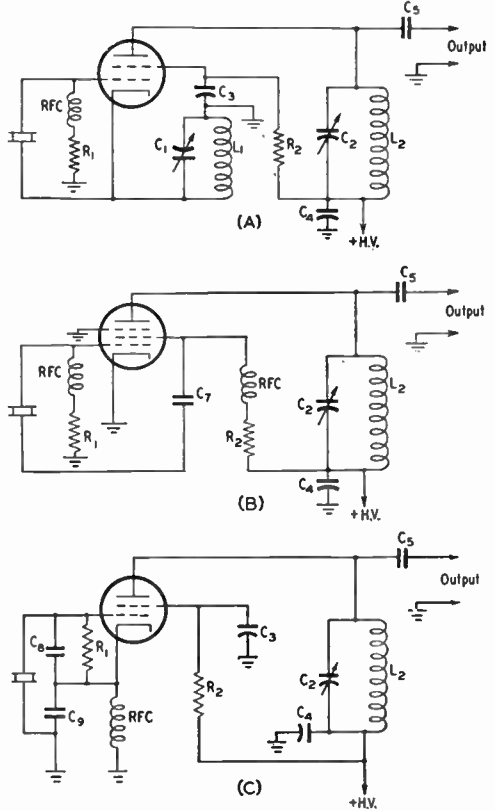 C5
Output
RFC
R1
C3
C1
L1
R2
C2
L2
C4
+H.V.
(A)
C5
Output
RFC
R1
C7
RFC
R2
C2
L2
C4
+H.V.
(B)
C5
Output
C8
R1
C9
RFC
C3
R2
C2
L2
C4
+H.V.
(C)